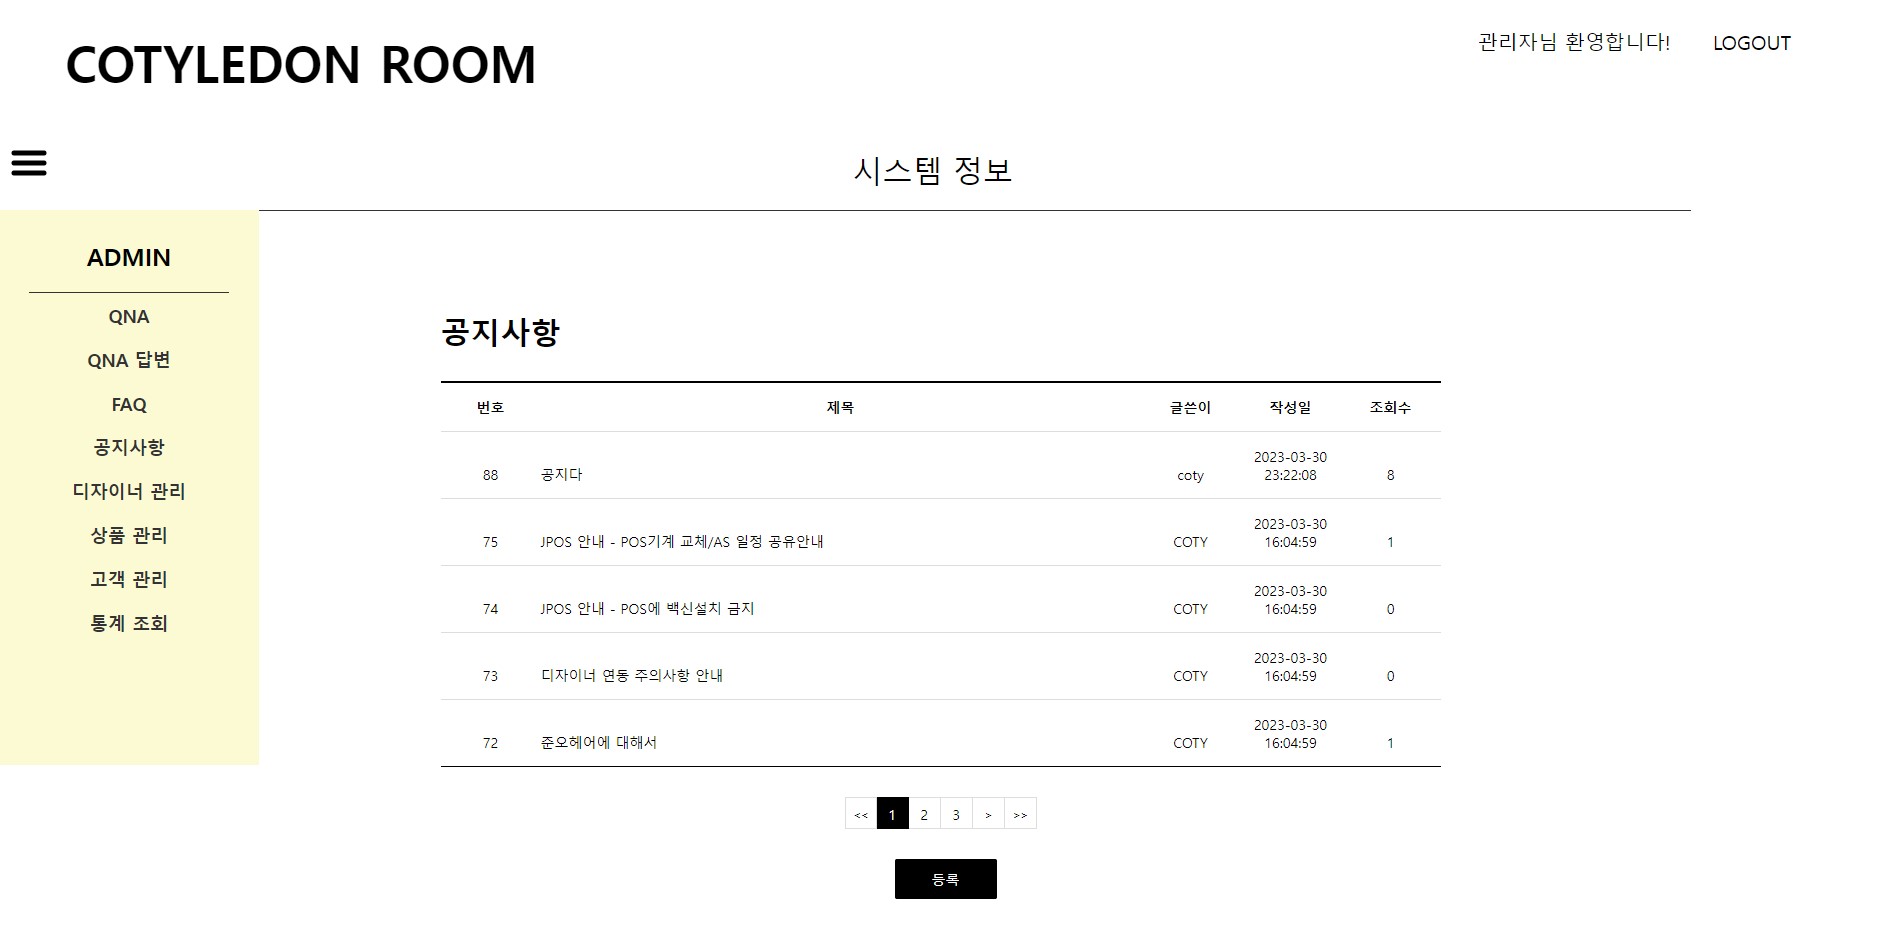 COTYLEDON ROOM
관리자님 환영합니다! LOGOUT
시스템 정보
ADMIN
QNA
QNA 답변
FAQ
공지사항
디자이너 관리
상품 관리
고객 관리
통계 조회
공지사항
번호 제목 글쓴이 작성일 조회수
88 공지다 coty 2023-03-30 23:22:08 8
75 JPOS 안내 - POS기계 교체/AS 일정 공유안내 COTY 2023-03-30 16:04:59 1
74 JPOS 안내 - POS에 백신설치 금지 COTY 2023-03-30 16:04:59 0
73 디자이너 연동 주의사항 안내 COTY 2023-03-30 16:04:59 0
72 준오헤어에 대해서 COTY 2023-03-30 16:04:59 1
<< 1 2 3 > >>
등록